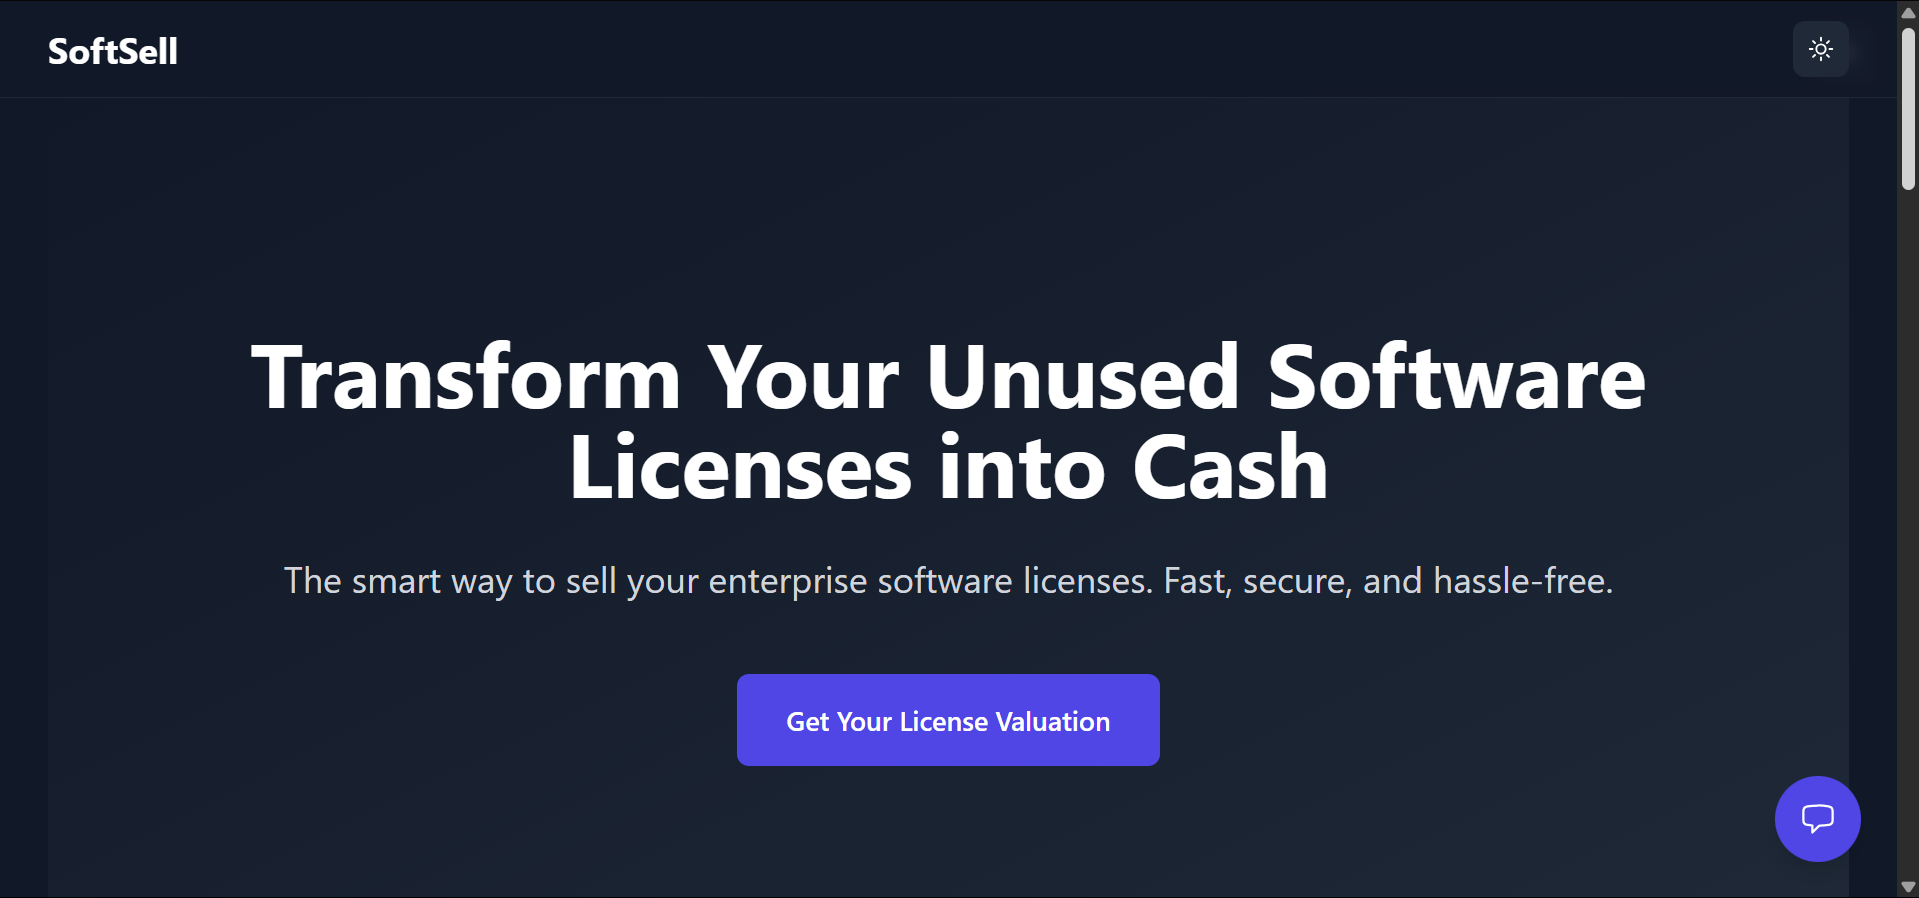 SoftSell
Transform Your Unused Software
Licenses into Cash
The smart way to sell your enterprise software licenses. Fast, secure, and hassle-free.
Get Your License Valuation